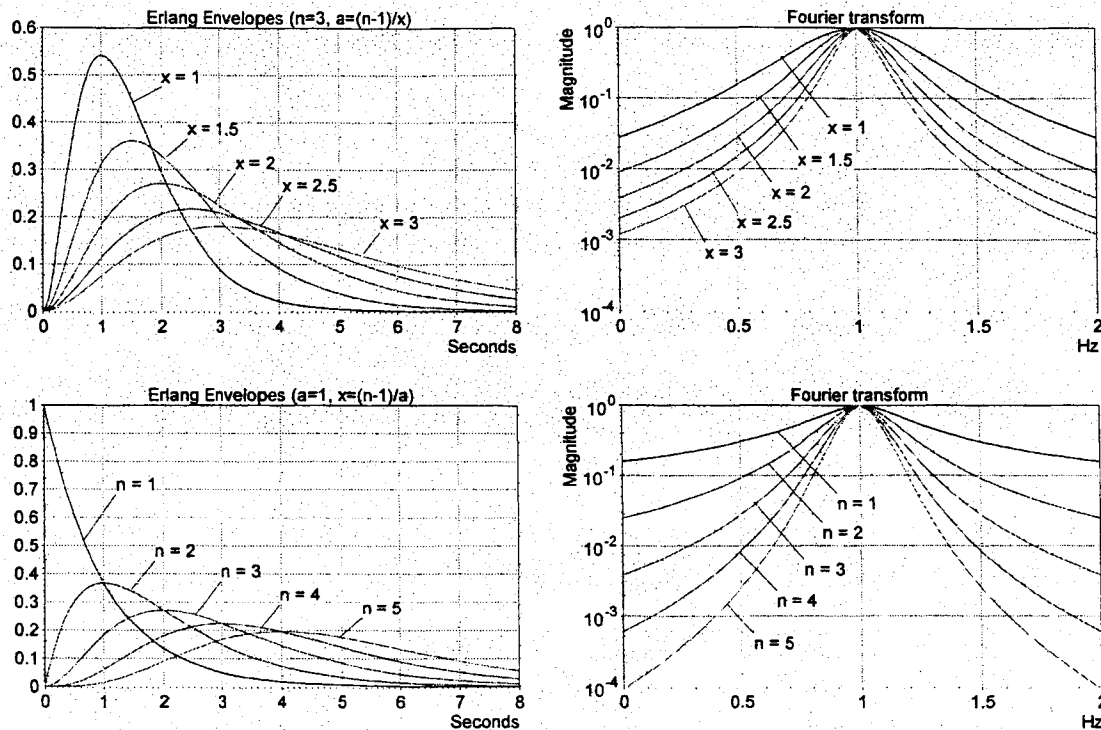 Erlang Envelopes (n=3, a=(n-1)/x)
0.6
0.5
0.4
0.3
0.2
0.1
0
x = 1
x = 1.5
x = 2
x = 2.5
x = 3
0 1 2 3 4 5 6 7 8
Seconds
Fourier transform
Magnitude
10^0
10^-1
10^-2
10^-3
10^-4
x = 1
x = 1.5
x = 2
x = 2.5
x = 3
0 0.5 1 1.5 2
Hz
Erlang Envelopes (a=1, x=(n-1)/a)
1
0.9
0.8
0.7
0.6
0.5
0.4
0.3
0.2
0.1
0
n = 1
n = 2
n = 3
n = 4
n = 5
0 1 2 3 4 5 6 7 8
Seconds
Fourier transform
Magnitude
10^0
10^-1
10^-2
10^-3
10^-4
n = 1
n = 2
n = 3
n = 4
n = 5
0 0.5 1 1.5 2
Hz